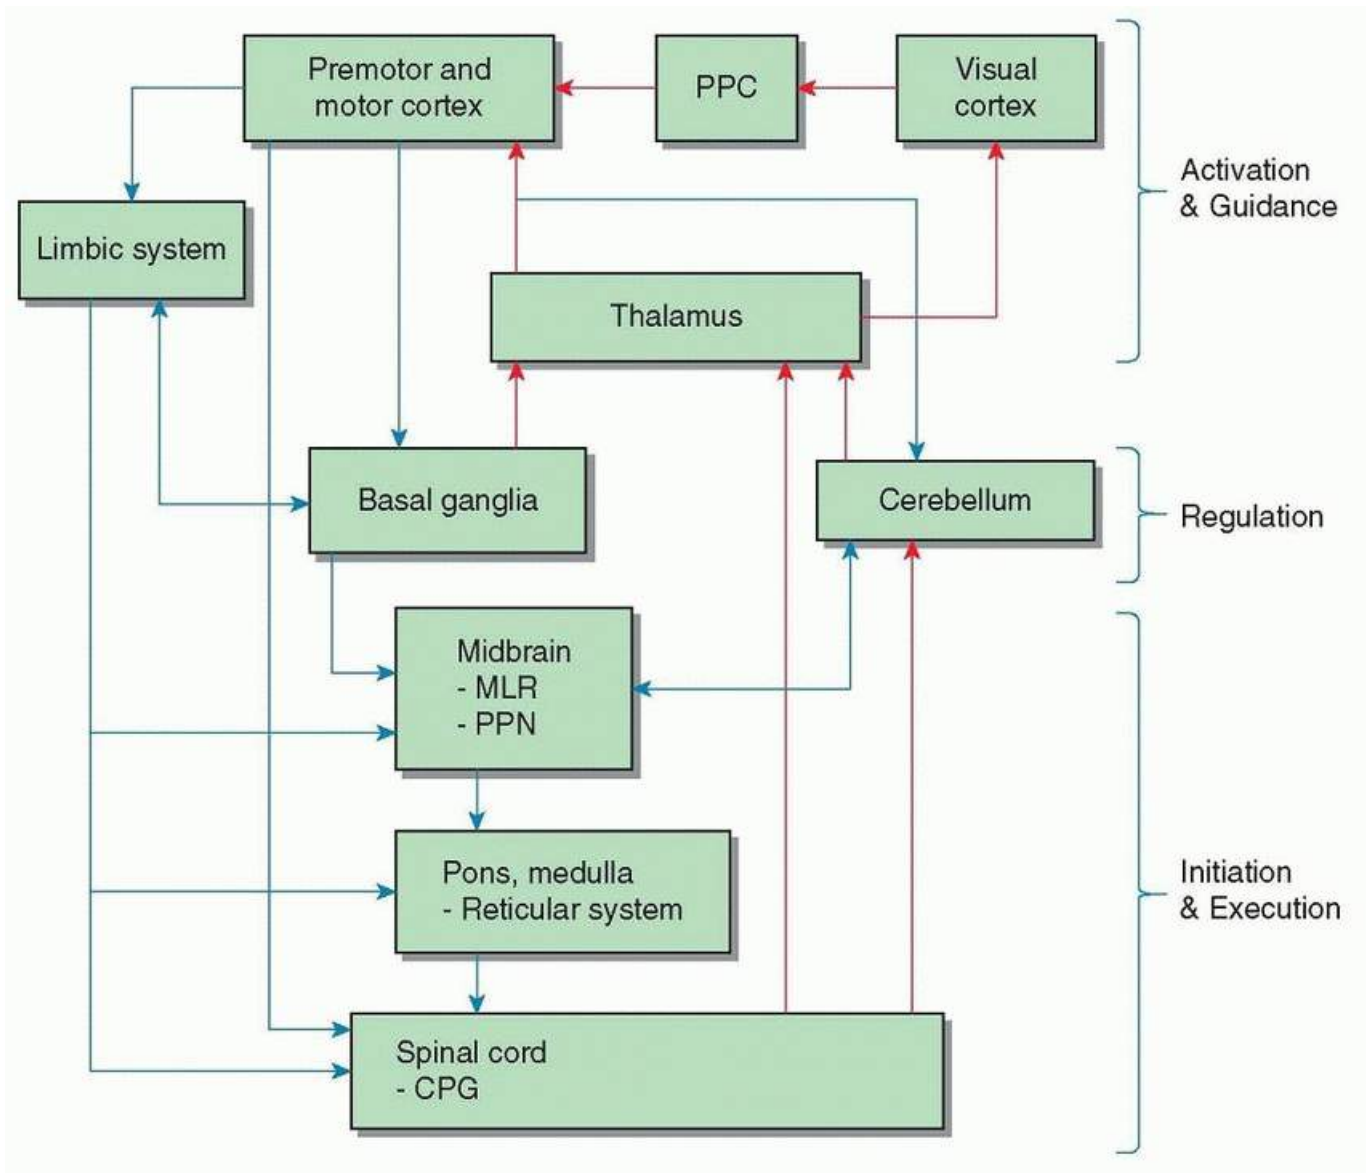 Premotor and
motor cortex
PPC
Visual
cortex
Activation
& Guidance
Limbic system
Thalamus
Basal ganglia
Cerebellum
Regulation
Midbrain
- MLR
- PPN
Pons, medulla
- Reticular system
Initiation
& Execution
Spinal cord
- CPG